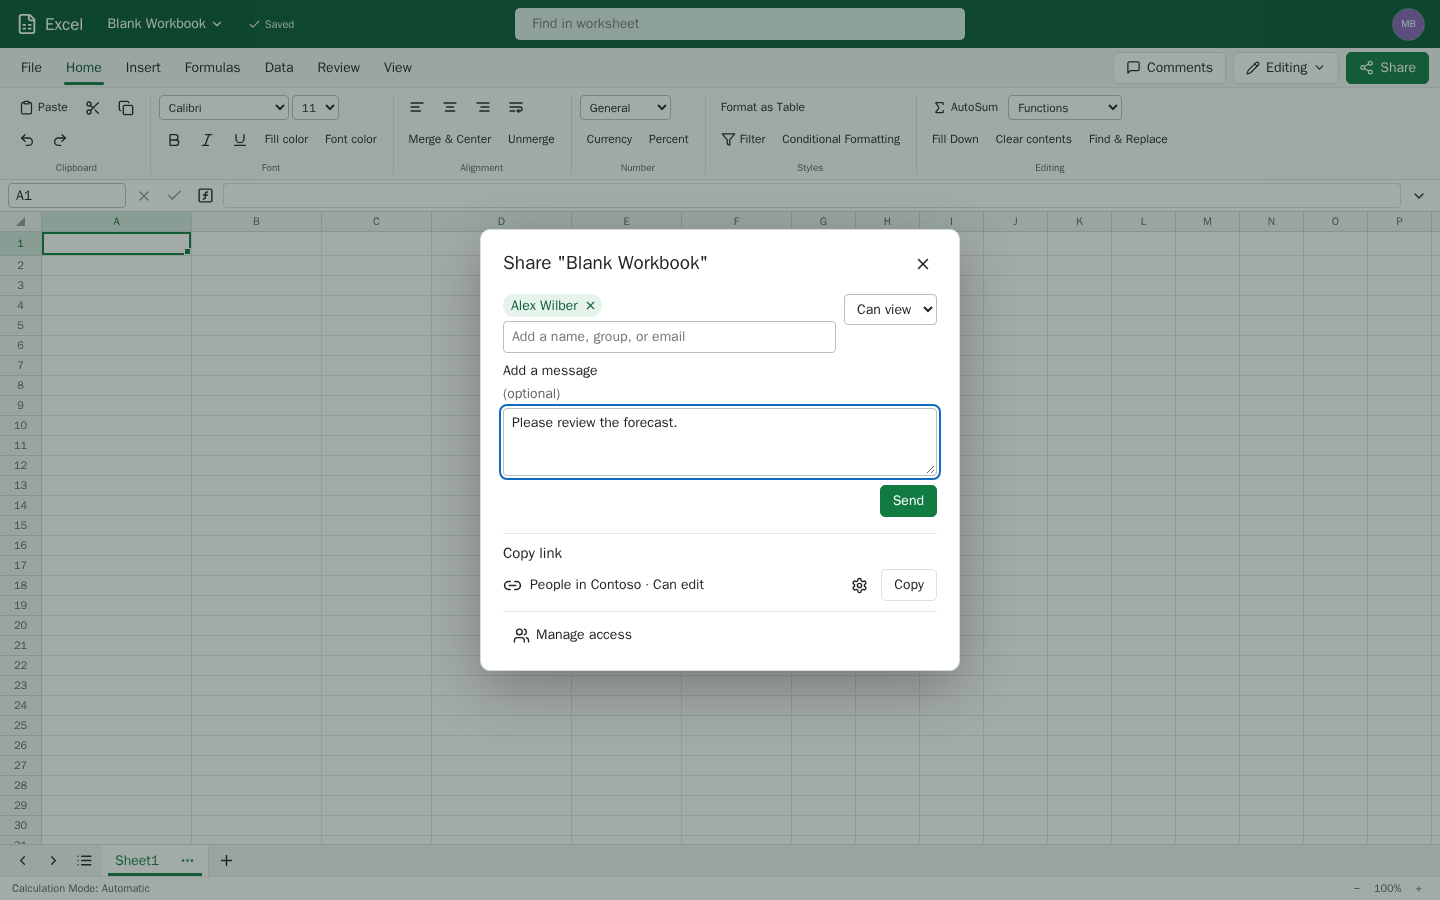 Excel
Blank Workbook
Saved
Find in worksheet
MB
File Home Insert Formulas Data Review View
Comments Editing Share
Paste Calibri 11 General Format as Table AutoSum Functions
B I U Fill color Font color Merge & Center Unmerge Currency Percent Filter Conditional Formatting Fill Down Clear contents Find & Replace
Clipboard Font Alignment Number Styles Editing
A1
A B C D E F G H I J K L M N O P
1
2
3
4
5
6
7
8
9
10
11
12
13
14
15
16
17
18
19
20
21
22
23
24
25
26
27
28
29
30
Share "Blank Workbook"
Alex Wilber Can view
Add a name, group, or email
Add a message
(optional)
Please review the forecast.
Send
Copy link
People in Contoso · Can edit Copy
Manage access
Sheet1
Calculation Mode: Automatic
− 100% +